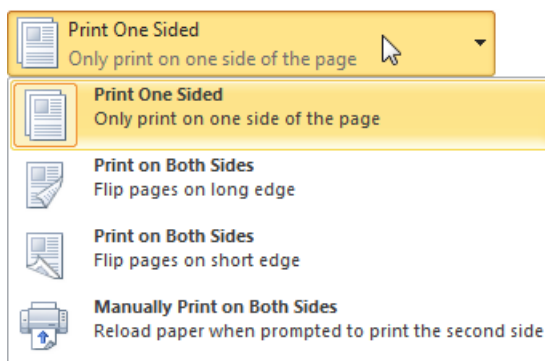 Print One Sided
Only print on one side of the page
Print One Sided
Only print on one side of the page
Print on Both Sides
Flip pages on long edge
Print on Both Sides
Flip pages on short edge
Manually Print on Both Sides
Reload paper when prompted to print the second side